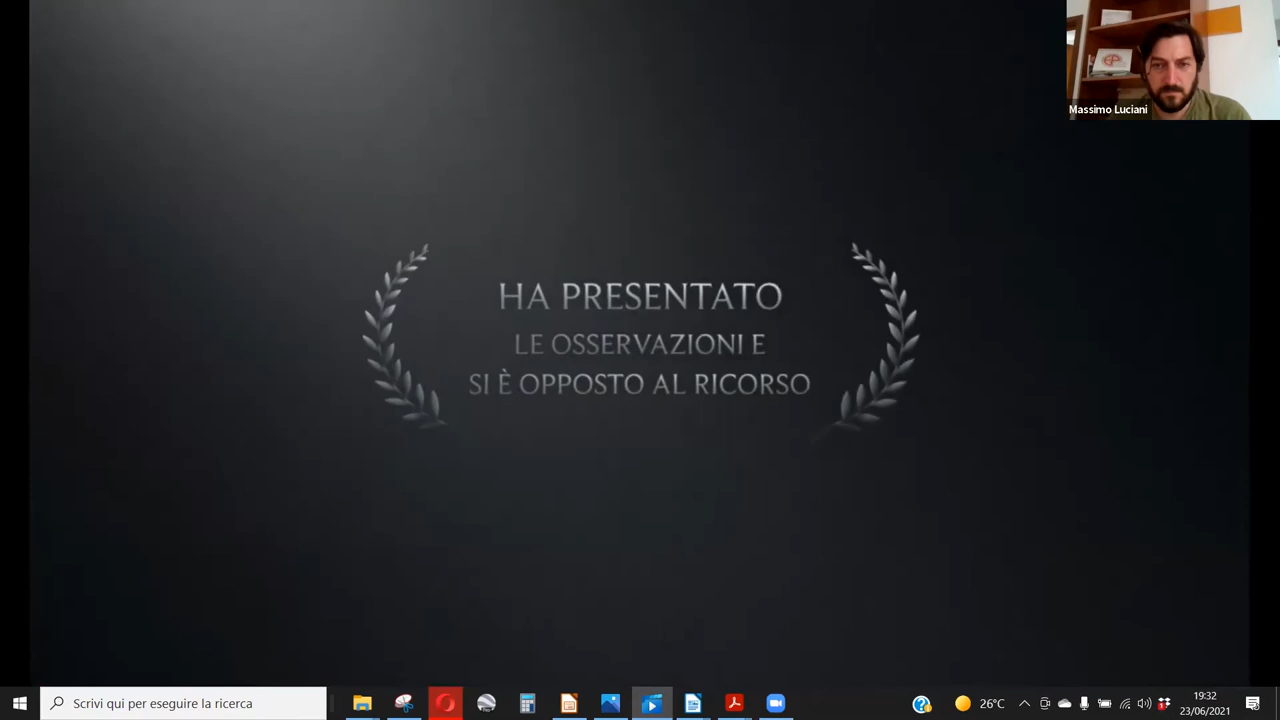 Massimo Luciani
HA PRESENTATO
LE OSSERVAZIONI E
SI È OPPOSTO AL RICORSO
Scrivi qui per eseguire la ricerca
26°C
19:32
23/06/2021